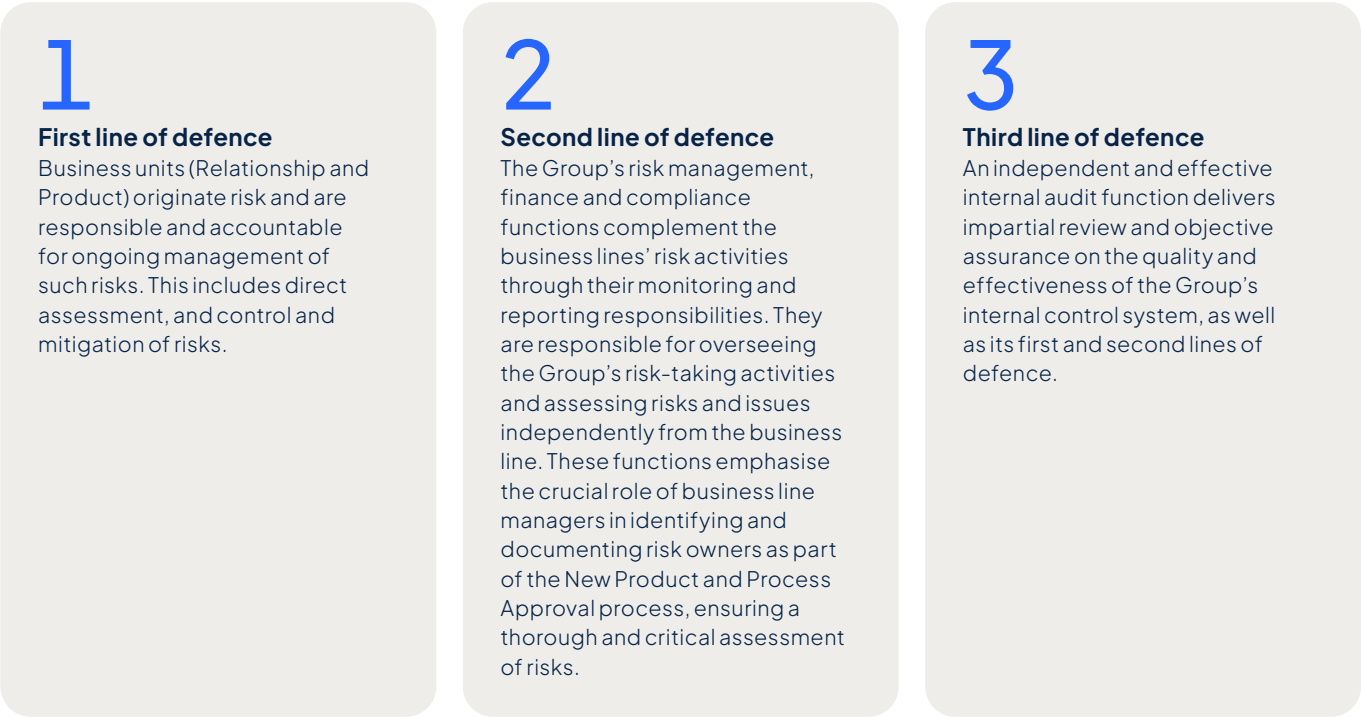 1
First line of defence
Business units (Relationship and
Product) originate risk and are
responsible and accountable
for ongoing management of
such risks. This includes direct
assessment, and control and
mitigation of risks.
2
Second line of defence
The Group’s risk management,
finance and compliance
functions complement the
business lines’ risk activities
through their monitoring and
reporting responsibilities. They
are responsible for overseeing
the Group’s risk-taking activities
and assessing risks and issues
independently from the business
line. These functions emphasise
the crucial role of business line
managers in identifying and
documenting risk owners as part
of the New Product and Process
Approval process, ensuring a
thorough and critical assessment
of risks.
3
Third line of defence
An independent and effective
internal audit function delivers
impartial review and objective
assurance on the quality and
effectiveness of the Group’s
internal control system, as well
as its first and second lines of
defence.